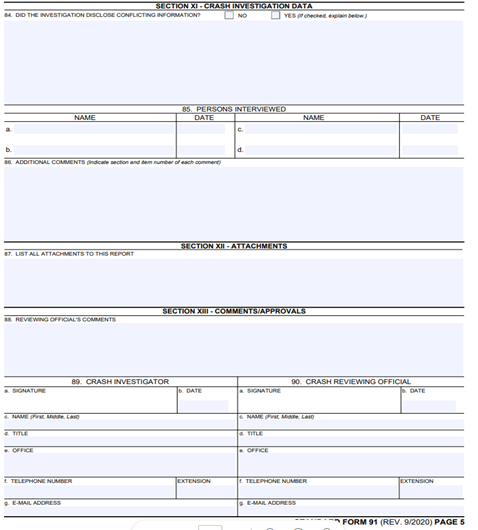 SECTION XI - CRASH INVESTIGATION DATA
84. DID THE INVESTIGATION DISCLOSE CONFLICTING INFORMATION? NO YES (If checked, explain below.)
85. PERSONS INTERVIEWED
NAME DATE NAME DATE
a. c.
b. d.
86. ADDITIONAL COMMENTS (Indicate section and item number of each comment)
SECTION XII - ATTACHMENTS
87. LIST ALL ATTACHMENTS TO THIS REPORT
SECTION XIII - COMMENTS/APPROVALS
88. REVIEWING OFFICIAL'S COMMENTS
89. CRASH INVESTIGATOR 90. CRASH REVIEWING OFFICIAL
a. SIGNATURE b. DATE a. SIGNATURE b. DATE
c. NAME (First, Middle, Last) c. NAME (First, Middle, Last)
d. TITLE d. TITLE
e. OFFICE e. OFFICE
f. TELEPHONE NUMBER EXTENSION f. TELEPHONE NUMBER EXTENSION
g. E-MAIL ADDRESS g. E-MAIL ADDRESS
FORM 91 (REV. 9/2020) PAGE 5